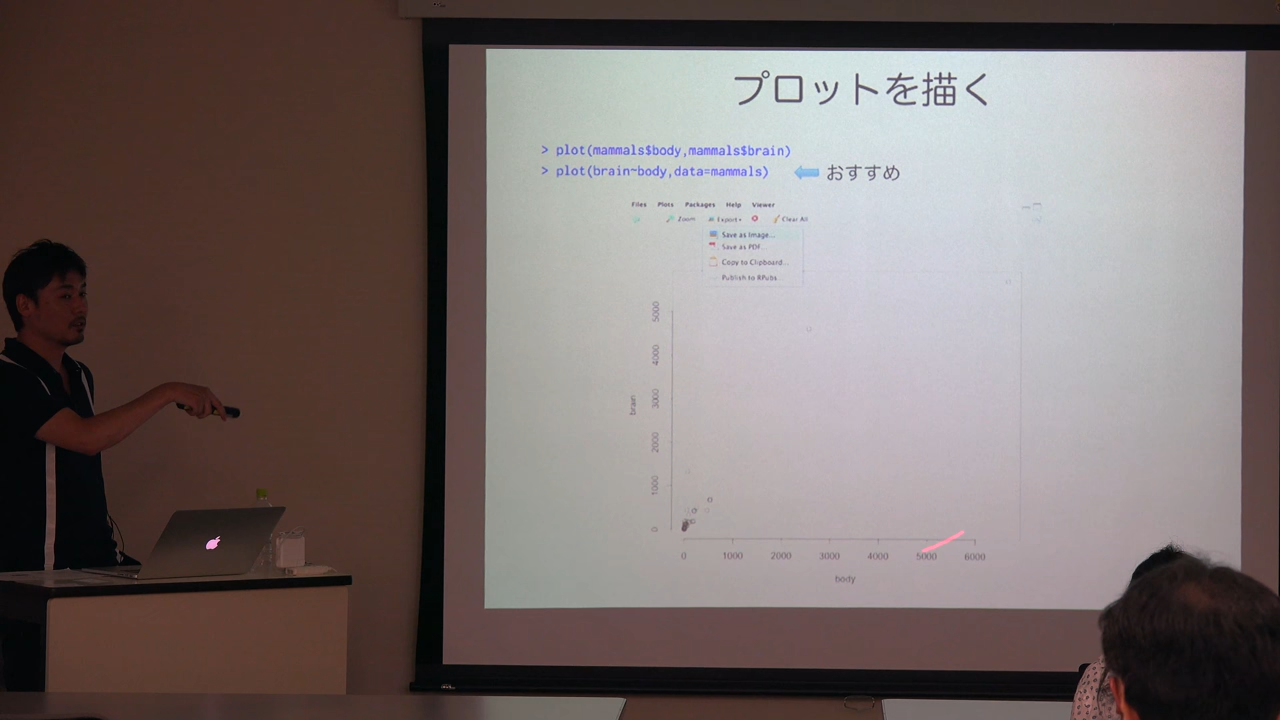 プロットを描く
> plot(mammals$body,mammals$brain)
> plot(brain~body,data=mammals) おすすめ
Files Plots Packages Help Viewer
Zoom Export Clear All
Save as Image...
Save as PDF...
Copy to Clipboard...
Publish to RPubs...
5000
4000
3000
2000
1000
0
brain
0 1000 2000 3000 4000 5000 6000
body